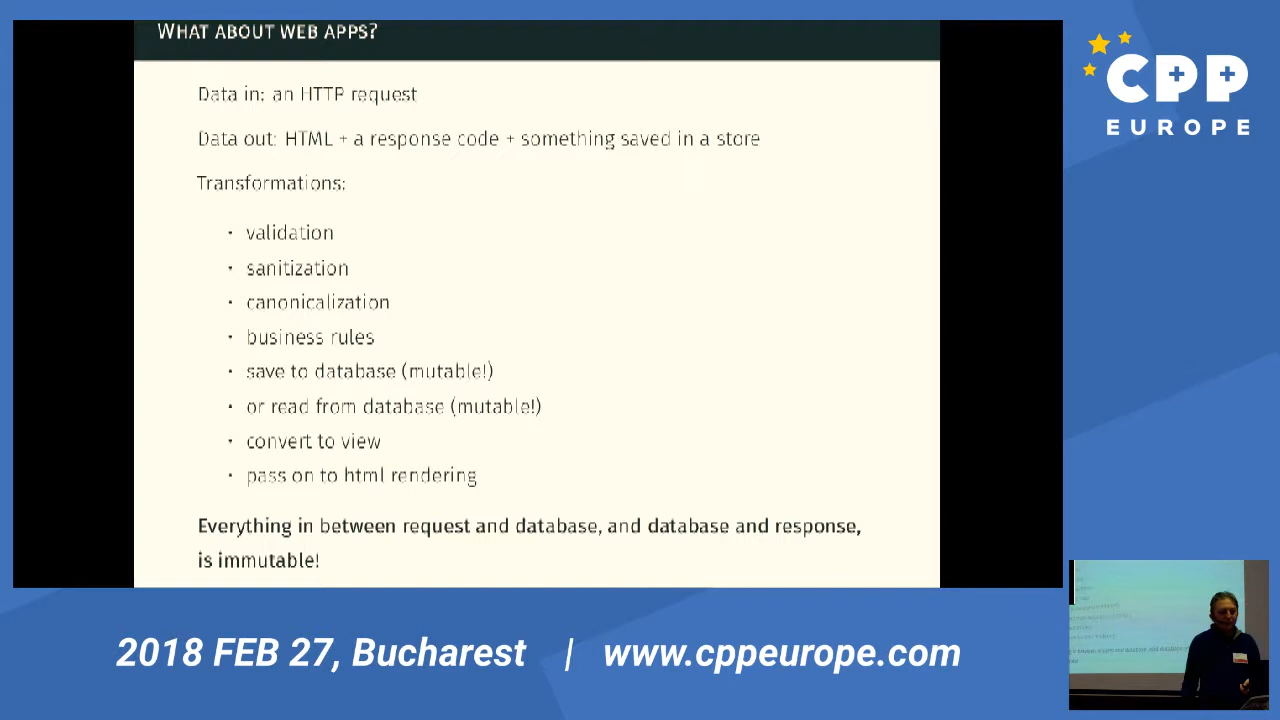 WHAT ABOUT WEB APPS?
Data in: an HTTP request
Data out: HTML + a response code + something saved in a store
Transformations:
· validation
· sanitization
· canonicalization
· business rules
· save to database (mutable!)
· or read from database (mutable!)
· convert to view
· pass on to html rendering
Everything in between request and database, and database and response,
is immutable!
CPP
EUROPE
2018 FEB 27, Bucharest | www.cppeurope.com